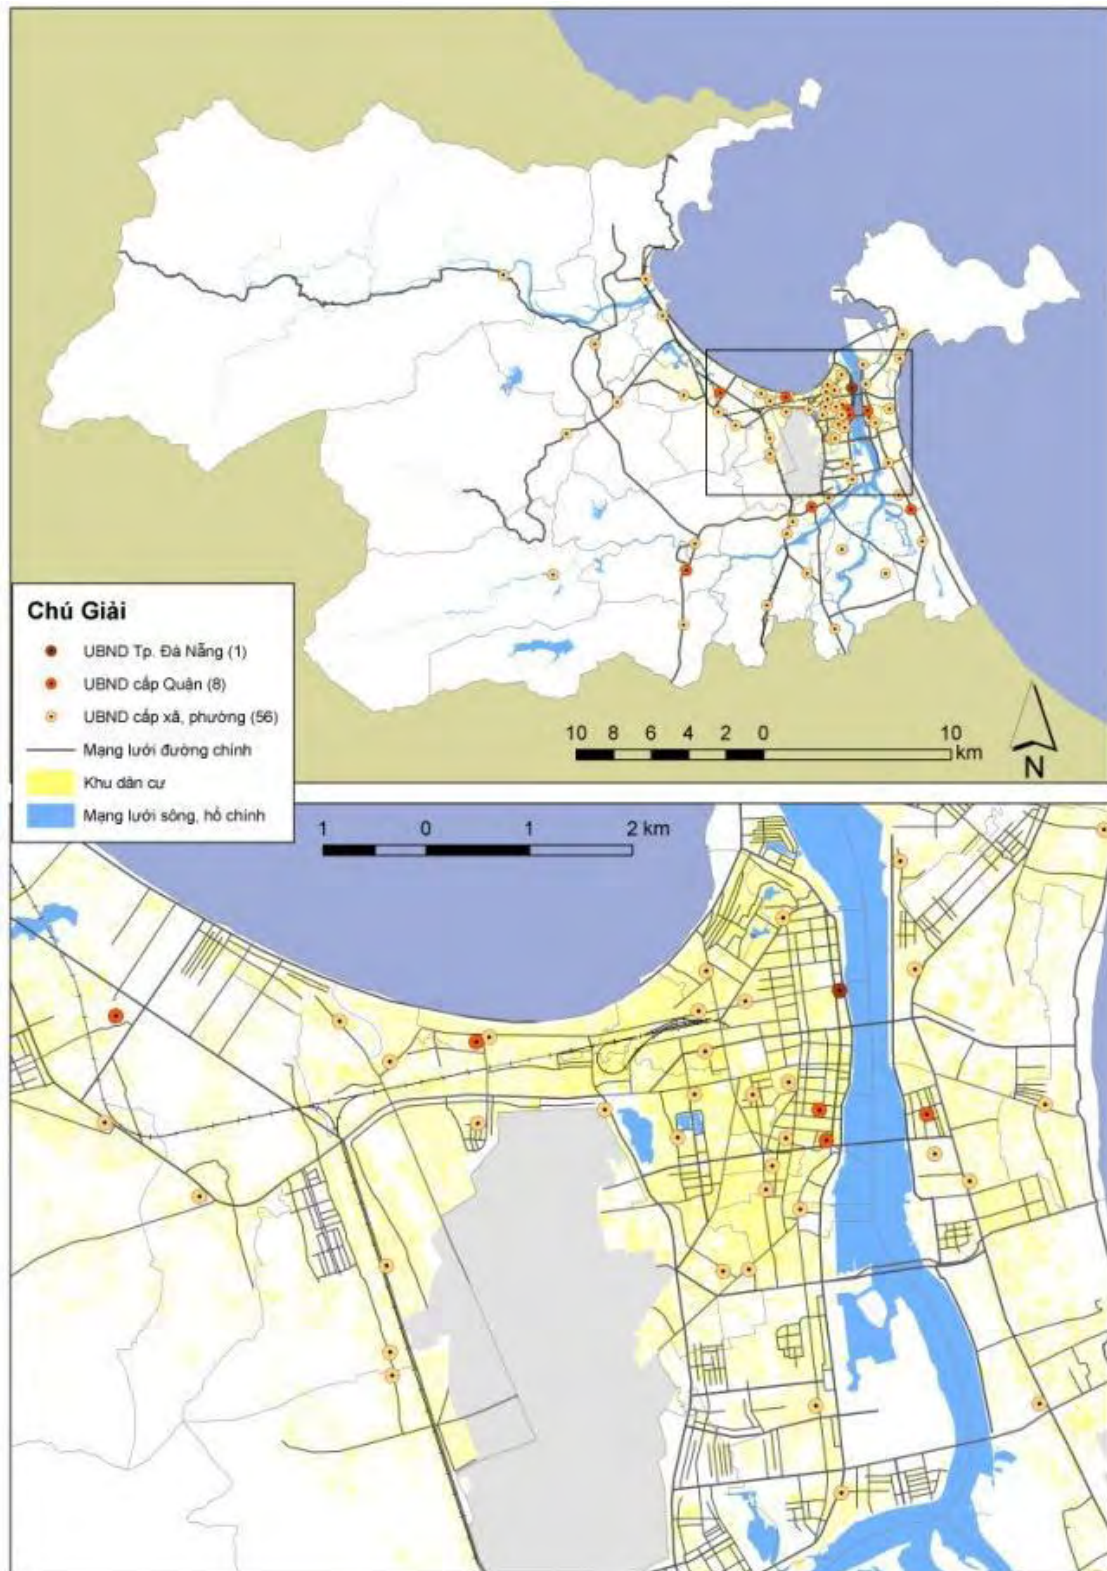 Chú Giải
UBND Tp. Đà Nẵng (1)
UBND cấp Quận (8)
UBND cấp xã, phường (56)
Mạng lưới đường chính
Khu dân cư
Mạng lưới sông, hồ chính
10 8 6 4 2 0 10
km
N
1 0 1 2 km